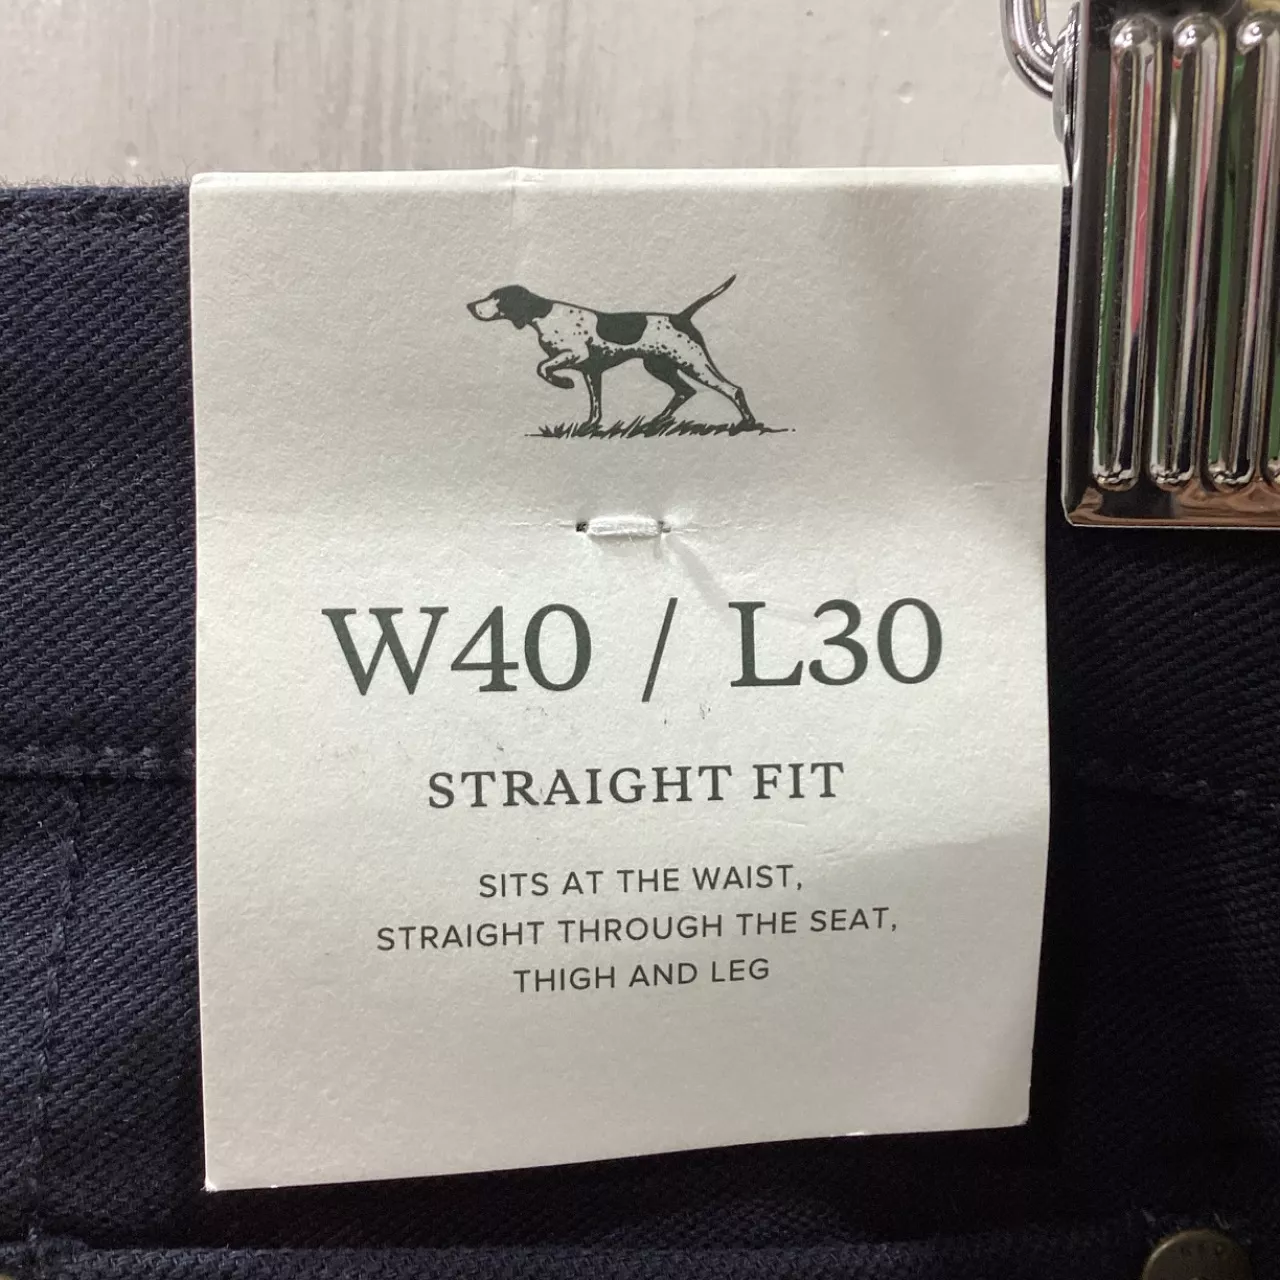 W40 / L30
STRAIGHT FIT
SITS AT THE WAIST,
STRAIGHT THROUGH THE SEAT,
THIGH AND LEG